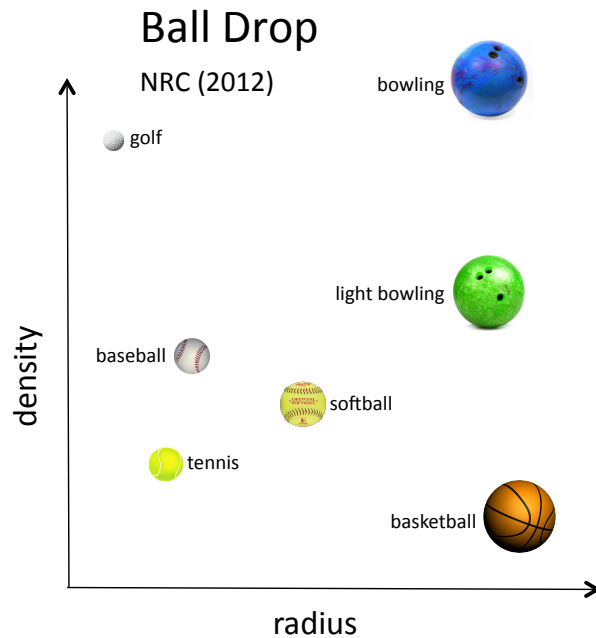 Ball Drop
NRC (2012)
bowling
golf
light bowling
baseball
softball
tennis
basketball
density
radius